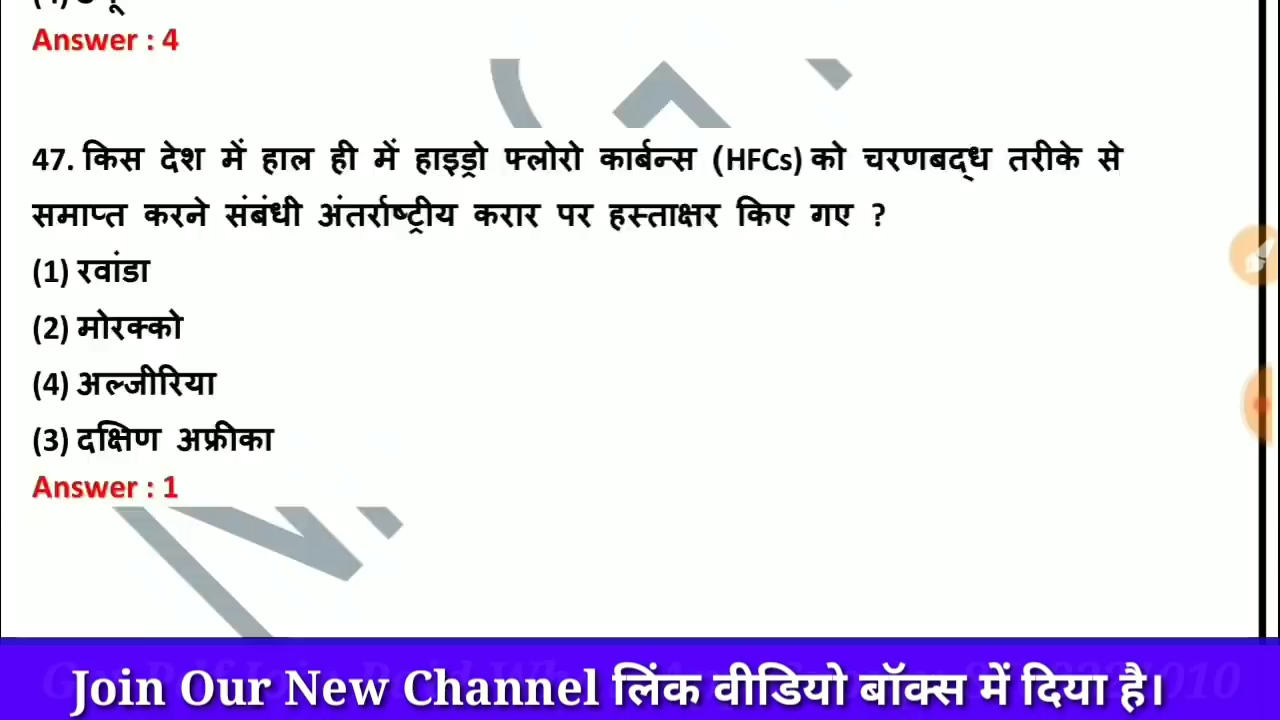 Answer : 4
47. किस देश में हाल ही में हाइड्रो फ्लोरो कार्बन्स (HFCs) को चरणबद्ध तरीके से
समाप्त करने संबंधी अंतर्राष्ट्रीय करार पर हस्ताक्षर किए गए ?
(1) रवांडा
(2) मोरक्को
(4) अल्जीरिया
(3) दक्षिण अफ्रीका
Answer : 1
Join Our New Channel लिंक वीडियो बॉक्स में दिया है।